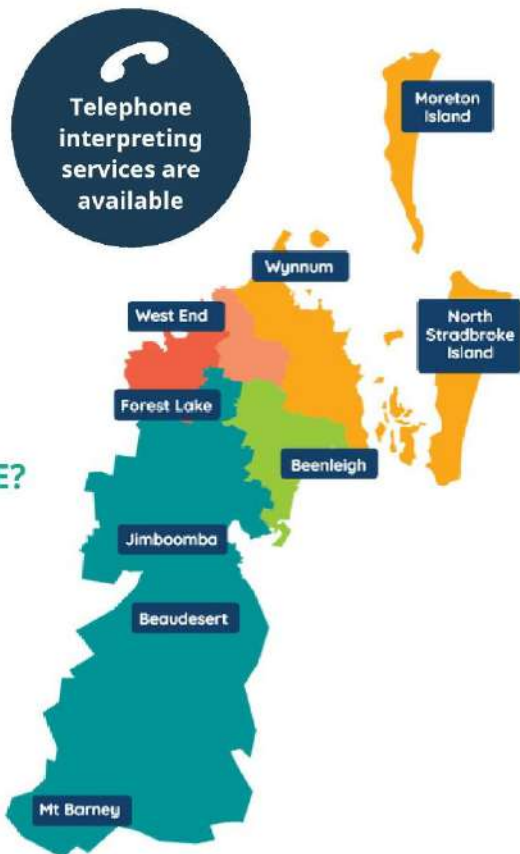 Telephone
interpreting
services are
available
Moreton
Island
Wynnum
West End
North
Stradbroke
Island
Forest Lake
E?
Beenleigh
Jimboomba
Beaudesert
Mt Barney